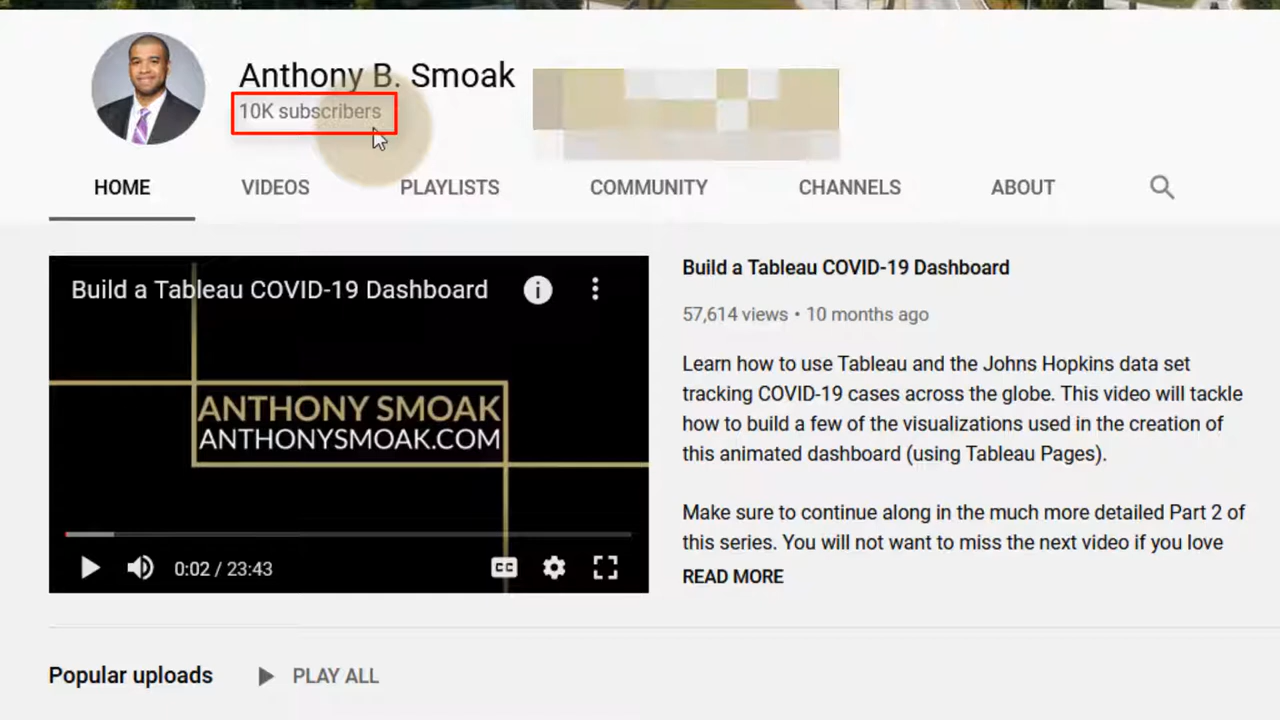 Anthony B. Smoak
10K subscribers
HOME VIDEOS PLAYLISTS COMMUNITY CHANNELS ABOUT
Build a Tableau COVID-19 Dashboard
ANTHONY SMOAK
ANTHONYSMOAK.COM
0:02 / 23:43
CC
Build a Tableau COVID-19 Dashboard
57,614 views • 10 months ago
Learn how to use Tableau and the Johns Hopkins data set
tracking COVID-19 cases across the globe. This video will tackle
how to build a few of the visualizations used in the creation of
this animated dashboard (using Tableau Pages).
Make sure to continue along in the much more detailed Part 2 of
this series. You will not want to miss the next video if you love
READ MORE
Popular uploads PLAY ALL